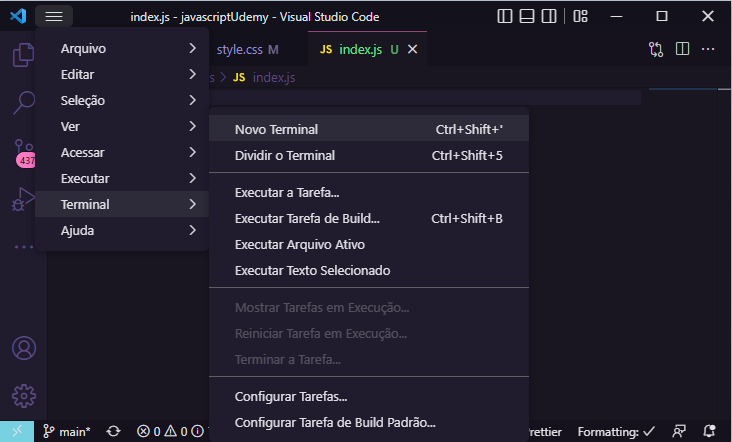 index.js - javascriptUdemy - Visual Studio Code
style.css M
JS index.js U
JS index.js
Arquivo
Editar
Seleção
Ver
Acessar
Executar
Terminal
Ajuda
437
Novo Terminal Ctrl+Shift+'
Dividir o Terminal Ctrl+Shift+5
Executar a Tarefa...
Executar Tarefa de Build... Ctrl+Shift+B
Executar Arquivo Ativo
Executar Texto Selecionado
Mostrar Tarefas em Execução...
Reiniciar Tarefa em Execução...
Terminar a Tarefa...
Configurar Tarefas...
Configurar Tarefa de Build Padrão...
main* 0 0 rettier Formatting: